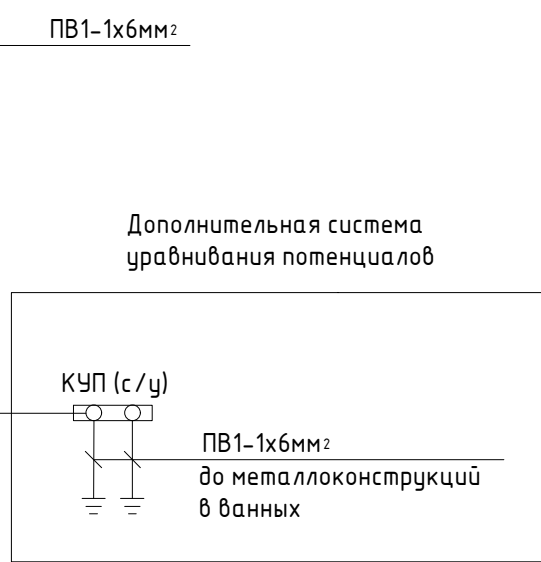 ПВ1-1х6мм²
Дополнительная система
уравнивания потенциалов
КУП (с/у)
ПВ1-1х6мм²
до металлоконструкций
в ванных